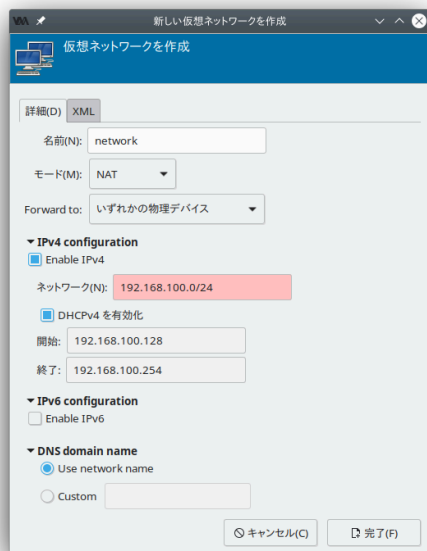 新しい仮想ネットワークを作成
仮想ネットワークを作成
詳細(D) XML
名前(N): network
モード(M): NAT
Forward to: いずれかの物理デバイス
IPv4 configuration
Enable IPv4
ネットワーク(N): 192.168.100.0/24
DHCPv4 を有効化
開始: 192.168.100.128
終了: 192.168.100.254
IPv6 configuration
Enable IPv6
DNS domain name
Use network name
Custom
キャンセル(C) 完了(F)